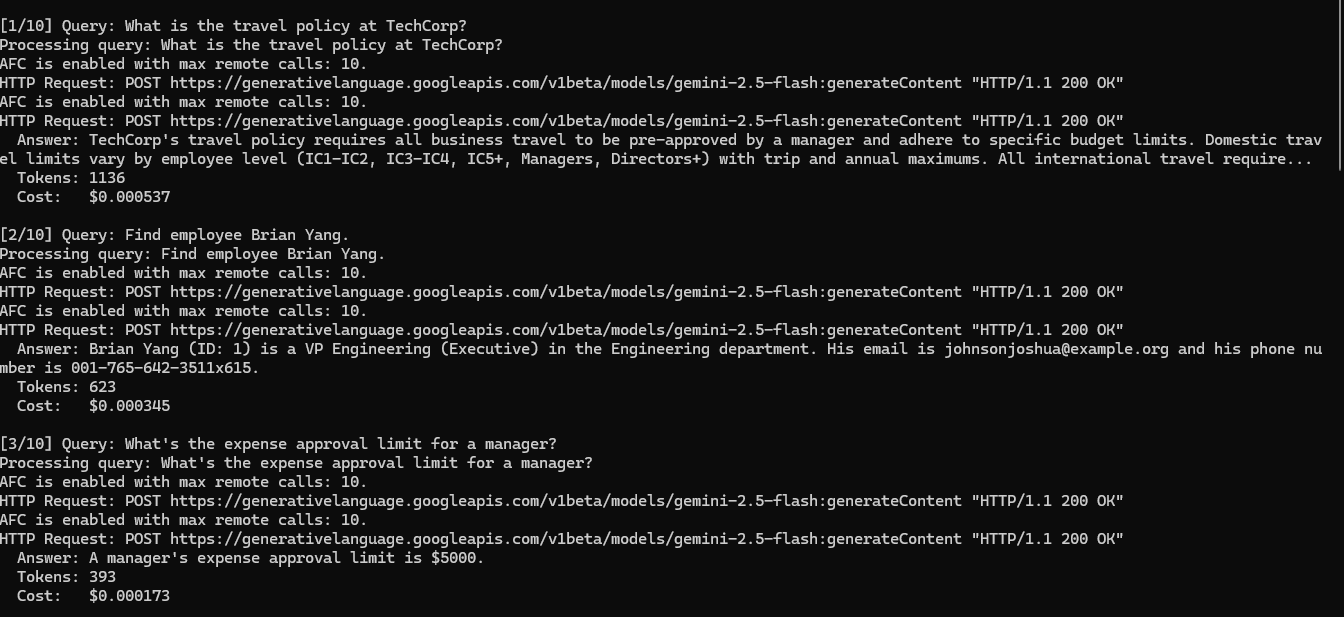 [1/10] Query: What is the travel policy at TechCorp?
Processing query: What is the travel policy at TechCorp?
AFC is enabled with max remote calls: 10.
HTTP Request: POST https://generativelanguage.googleapis.com/v1beta/models/gemini-2.5-flash:generateContent "HTTP/1.1 200 OK"
AFC is enabled with max remote calls: 10.
HTTP Request: POST https://generativelanguage.googleapis.com/v1beta/models/gemini-2.5-flash:generateContent "HTTP/1.1 200 OK"
  Answer: TechCorp's travel policy requires all business travel to be pre-approved by a manager and adhere to specific budget limits. Domestic trav
el limits vary by employee level (IC1-IC2, IC3-IC4, IC5+, Managers, Directors+) with trip and annual maximums. All international travel require...
  Tokens: 1136
  Cost:   $0.000537

[2/10] Query: Find employee Brian Yang.
Processing query: Find employee Brian Yang.
AFC is enabled with max remote calls: 10.
HTTP Request: POST https://generativelanguage.googleapis.com/v1beta/models/gemini-2.5-flash:generateContent "HTTP/1.1 200 OK"
AFC is enabled with max remote calls: 10.
HTTP Request: POST https://generativelanguage.googleapis.com/v1beta/models/gemini-2.5-flash:generateContent "HTTP/1.1 200 OK"
  Answer: Brian Yang (ID: 1) is a VP Engineering (Executive) in the Engineering department. His email is johnsonjoshua@example.org and his phone nu
mber is 001-765-642-3511x615.
  Tokens: 623
  Cost:   $0.000345

[3/10] Query: What's the expense approval limit for a manager?
Processing query: What's the expense approval limit for a manager?
AFC is enabled with max remote calls: 10.
HTTP Request: POST https://generativelanguage.googleapis.com/v1beta/models/gemini-2.5-flash:generateContent "HTTP/1.1 200 OK"
AFC is enabled with max remote calls: 10.
HTTP Request: POST https://generativelanguage.googleapis.com/v1beta/models/gemini-2.5-flash:generateContent "HTTP/1.1 200 OK"
  Answer: A manager's expense approval limit is $5000.
  Tokens: 393
  Cost:   $0.000173